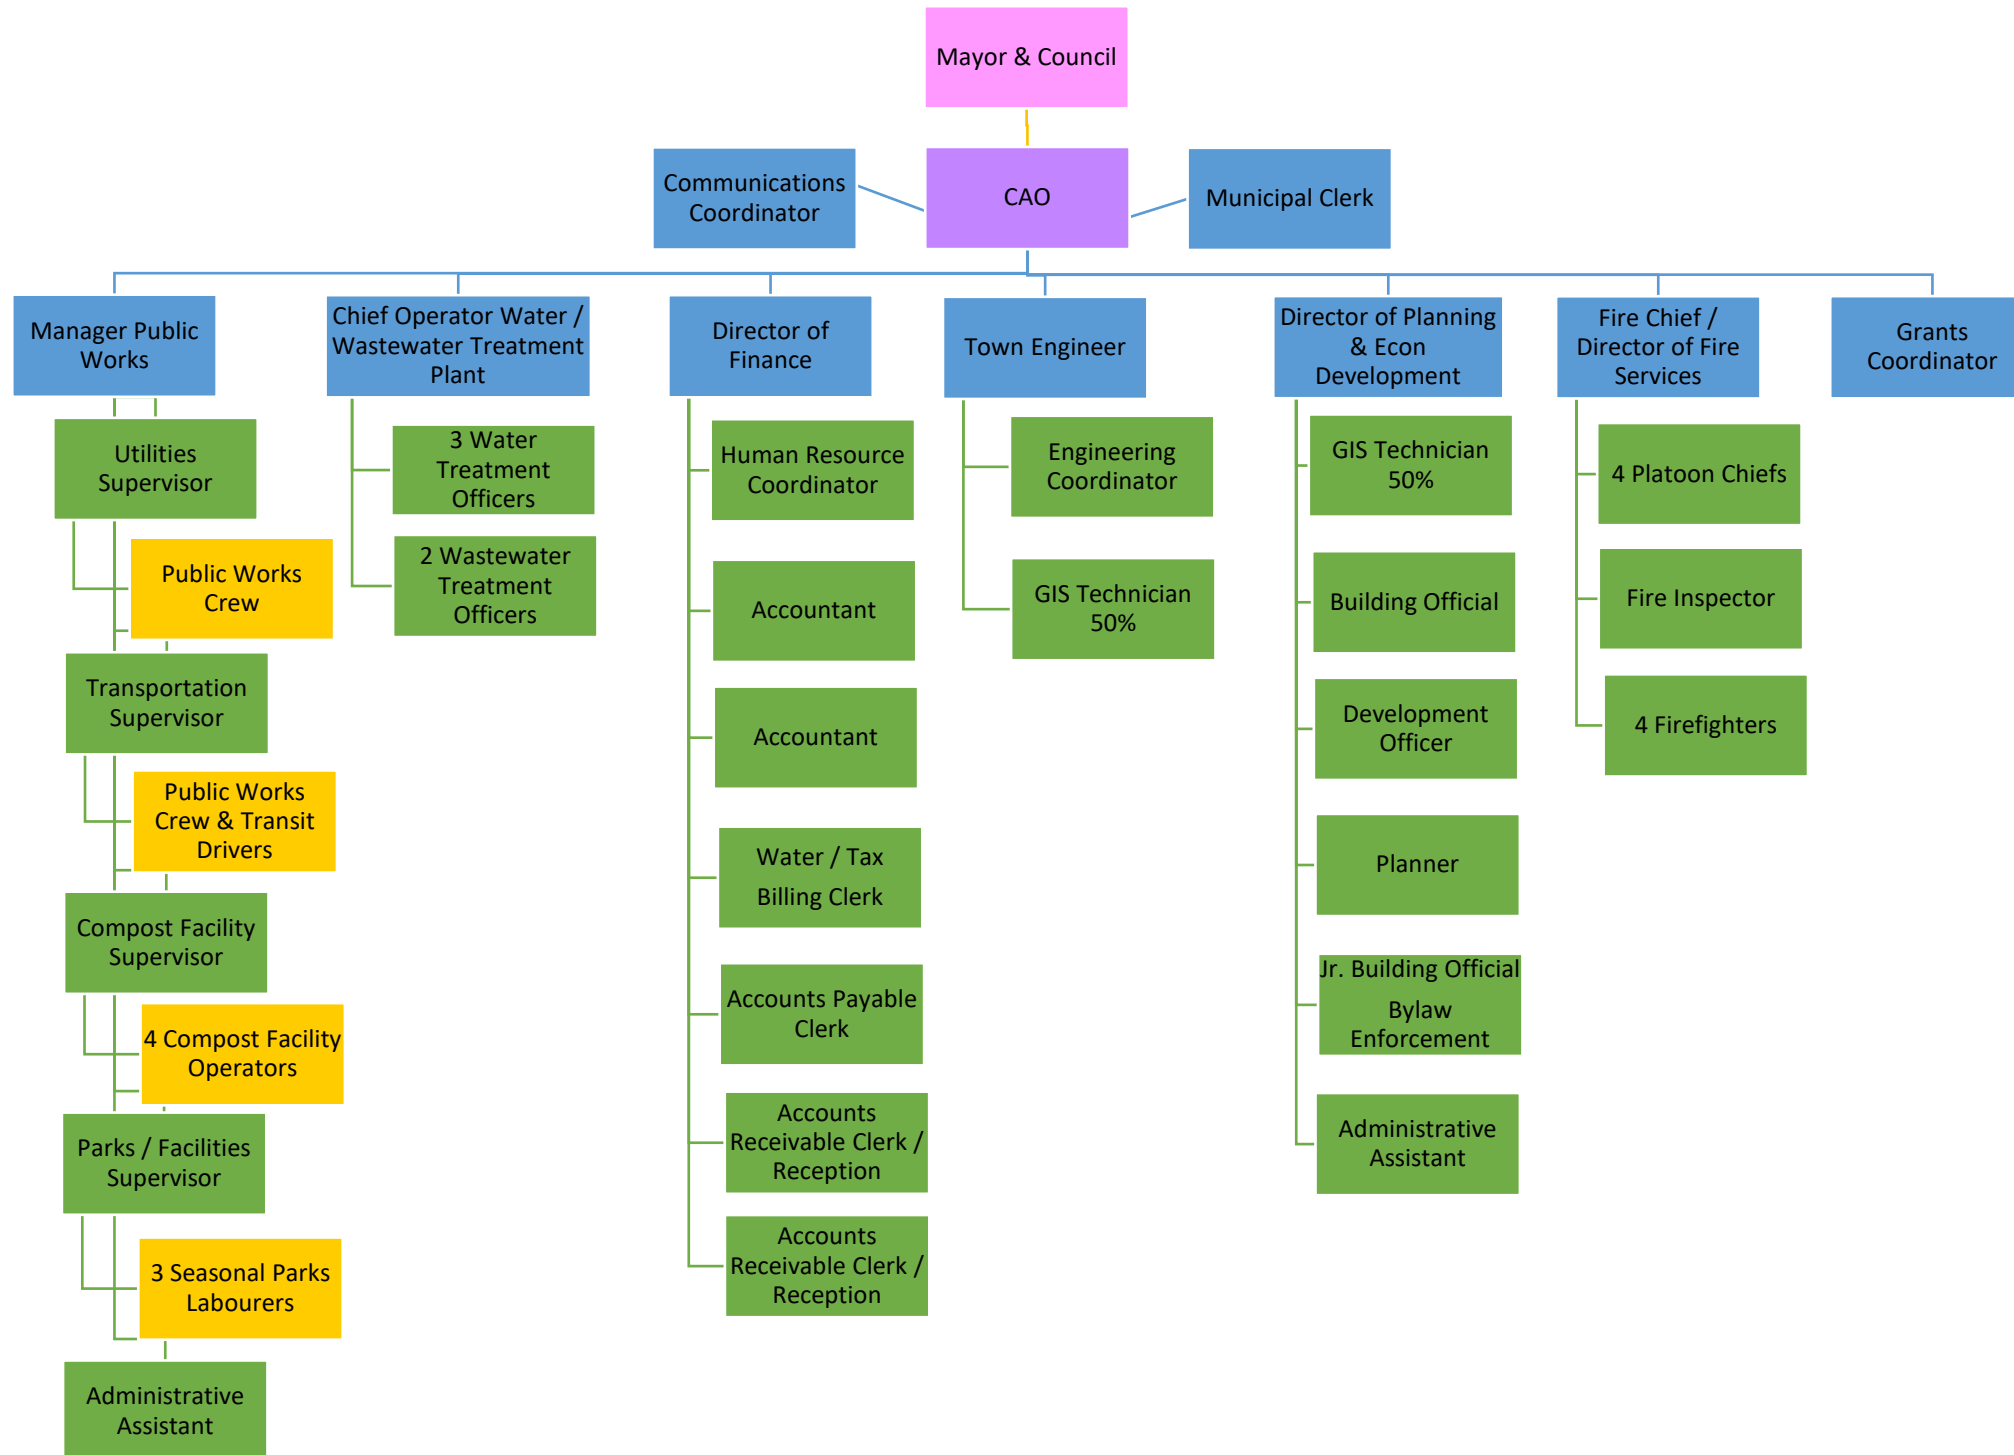 Mayor & Council
Communications
Coordinator
CAO
Municipal Clerk
Manager Public
Works
Chief Operator Water /
Wastewater Treatment
Plant
Director of
Finance
Town Engineer
Director of Planning
& Econ
Development
Fire Chief /
Director of Fire
Services
Grants
Coordinator
Utilities
Supervisor
Public Works
Crew
Transportation
Supervisor
Public Works
Crew & Transit
Drivers
Compost Facility
Supervisor
4 Compost Facility
Operators
Parks / Facilities
Supervisor
3 Seasonal Parks
Labourers
Administrative
Assistant
3 Water
Treatment
Officers
2 Wastewater
Treatment
Officers
Human Resource
Coordinator
Accountant
Accountant
Water / Tax
Billing Clerk
Accounts Payable
Clerk
Accounts
Receivable Clerk /
Reception
Accounts
Receivable Clerk /
Reception
Engineering
Coordinator
GIS Technician
50%
GIS Technician
50%
Building Official
Development
Officer
Planner
Jr. Building Official
Bylaw
Enforcement
Administrative
Assistant
4 Platoon Chiefs
Fire Inspector
4 Firefighters